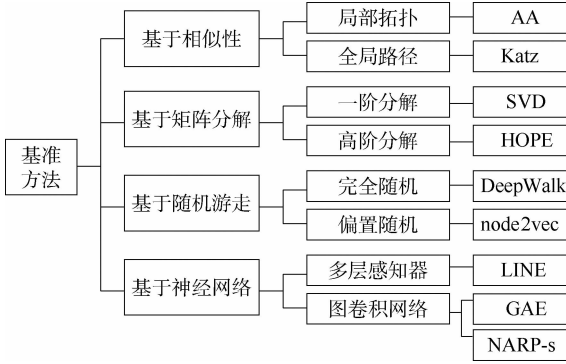 基准
方法
基于相似性
局部拓扑
AA
全局路径
Katz
基于矩阵分解
一阶分解
SVD
高阶分解
HOPE
基于随机游走
完全随机
DeepWalk
偏置随机
node2vec
基于神经网络
多层感知器
LINE
图卷积网络
GAE
NARP-s